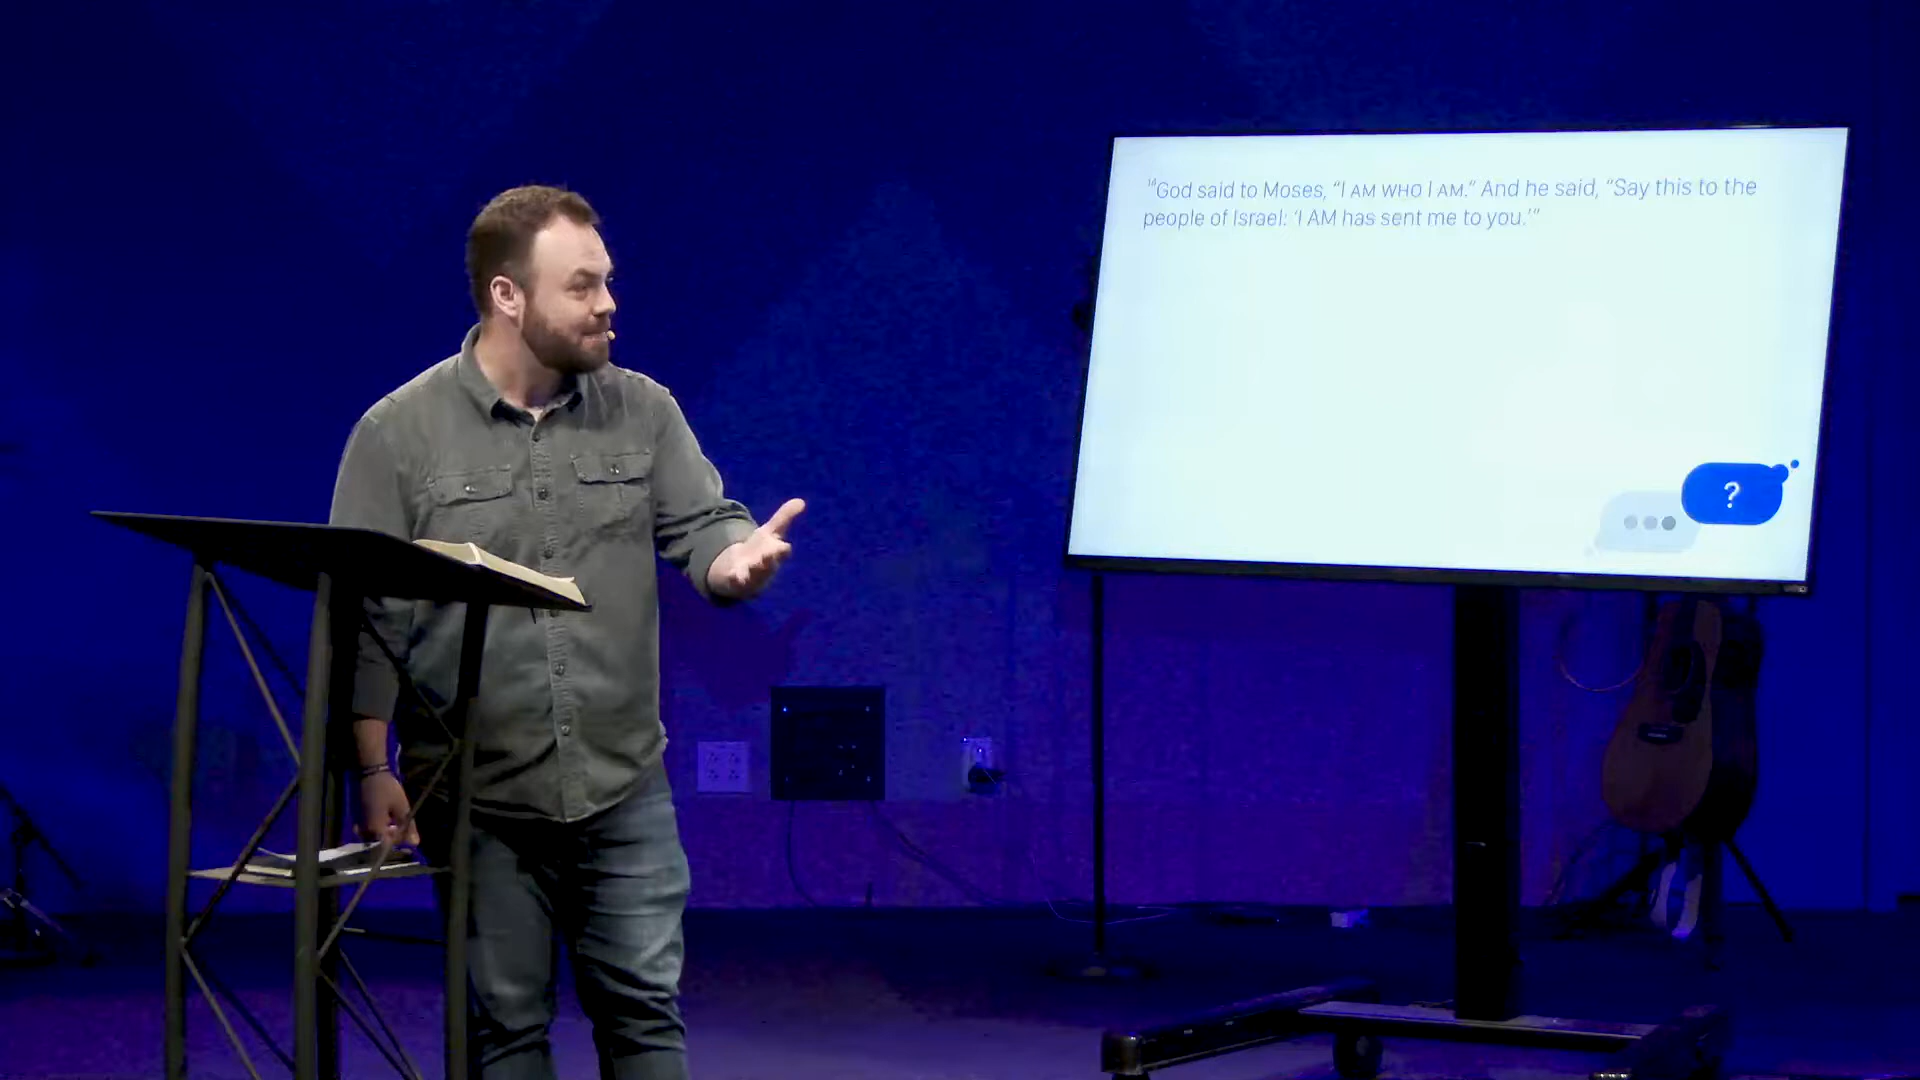 ¹⁴God said to Moses, “I AM WHO I AM.” And he said, “Say this to the
people of Israel: ‘I AM has sent me to you.’”
?